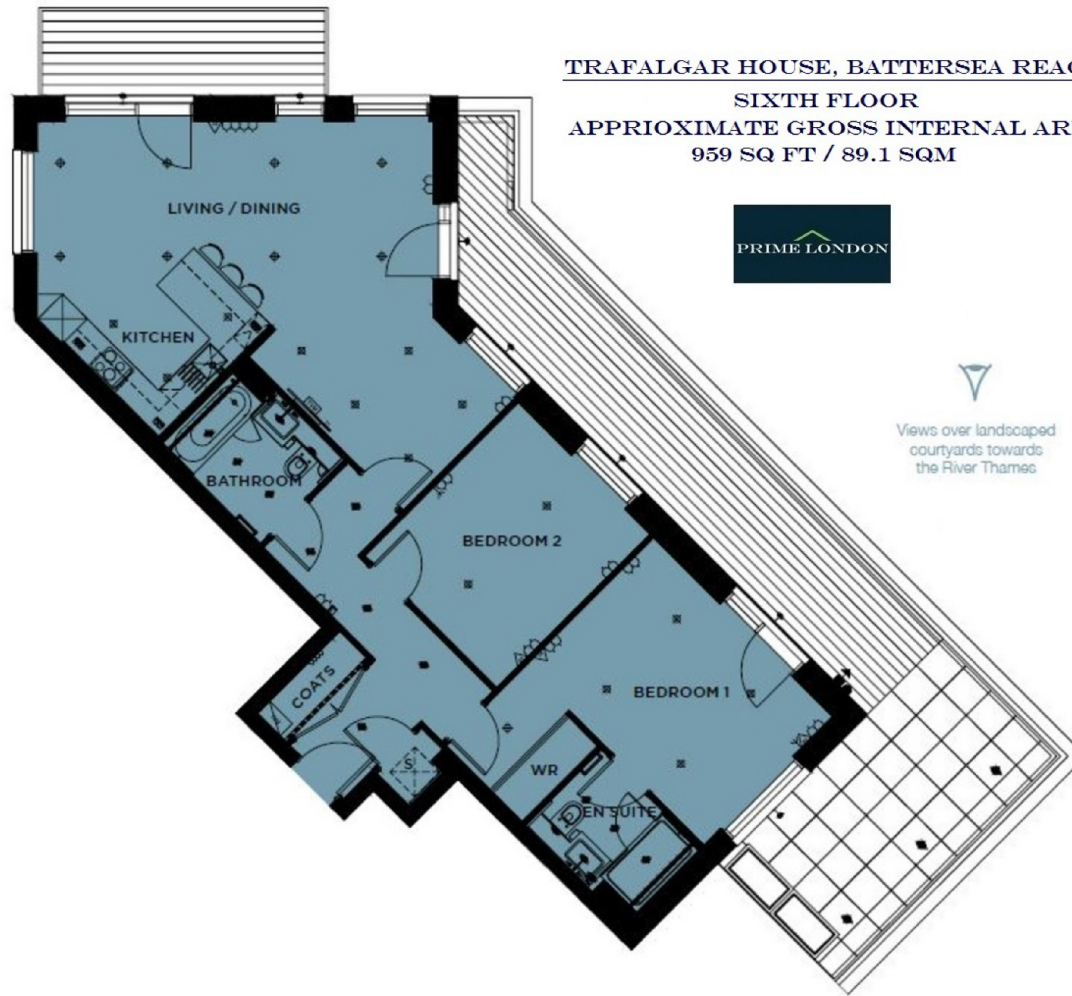 TRAFALGAR HOUSE, BATTERSEA REAC
SIXTH FLOOR
APPRIOXIMATE GROSS INTERNAL AR
959 SQ FT / 89.1 SQM
PRIME LONDON
LIVING / DINING
KITCHEN
Views over landscaped
courtyards towards
the River Thames
BATHROOM
BEDROOM 2
BEDROOM 1
COATS
S
WR
EN SUITE